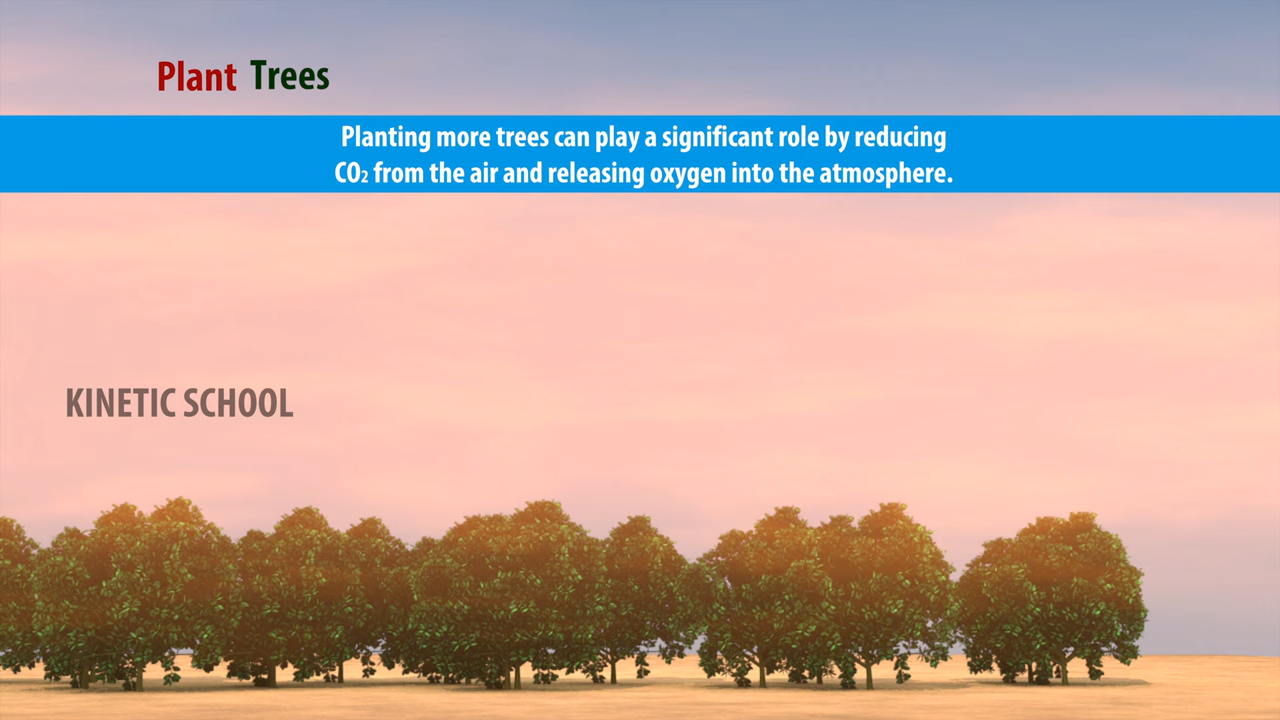 Plant Trees
Planting more trees can play a significant role by reducing
CO₂ from the air and releasing oxygen into the atmosphere.
KINETIC SCHOOL